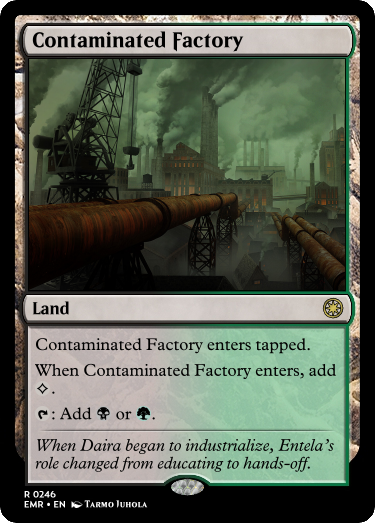 Contaminated Factory
Land
Contaminated Factory enters tapped.
When Contaminated Factory enters, add
.
: Add or .
When Daira began to industrialize, Entela's
role changed from educating to hands-off.
R 0246
EMR • EN Tarmo Juhola